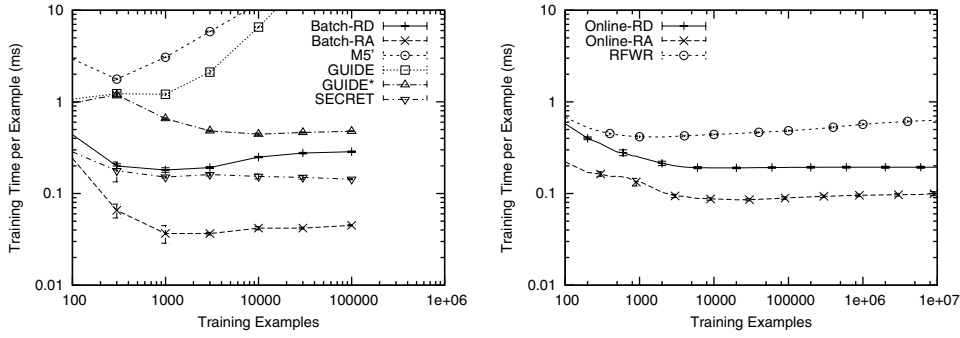 Training Time per Example (ms)
10
1
0.1
0.01
100
1000
10000
100000
1e+06
Training Examples
Batch-RD
Batch-RA
M5'
GUIDE
GUIDE*
SECRET
Training Time per Example (ms)
10
1
0.1
0.01
100
1000
10000
100000
1e+06
1e+07
Training Examples
Online-RD
Online-RA
RFWR